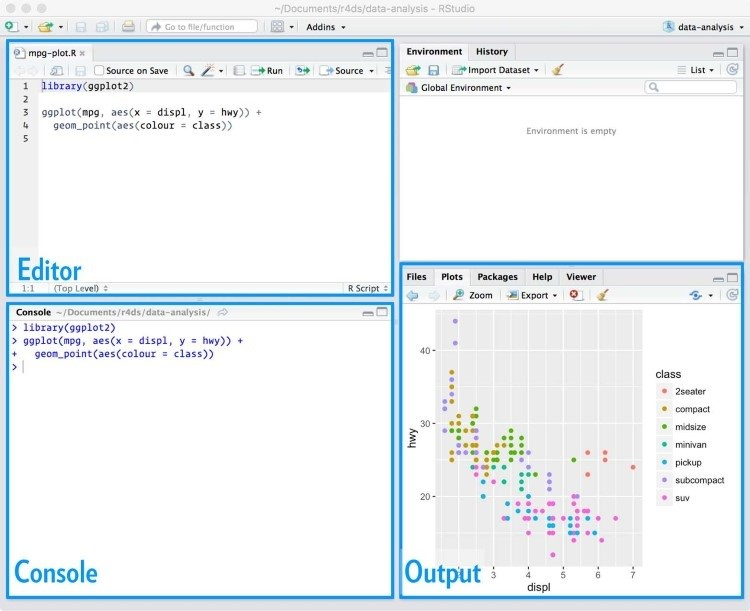 ~/Documents/r4ds/data-analysis - RStudio
Go to file/function
Addins
data-analysis
mpg-plot.R
Source on Save
Run
Source
1 library(ggplot2)
2
3 ggplot(mpg, aes(x = displ, y = hwy)) +
4 geom_point(aes(colour = class))
5
Editor
1:1 (Top Level) R Script
Console ~/Documents/r4ds/data-analysis/
> library(ggplot2)
> ggplot(mpg, aes(x = displ, y = hwy)) +
+ geom_point(aes(colour = class))
>
Console
Environment History
Import Dataset List
Global Environment
Environment is empty
Files Plots Packages Help Viewer
Zoom Export
40
30
20
hwy
3 4 5 6 7
displ
class
2seater
compact
midsize
minivan
pickup
subcompact
suv
Output